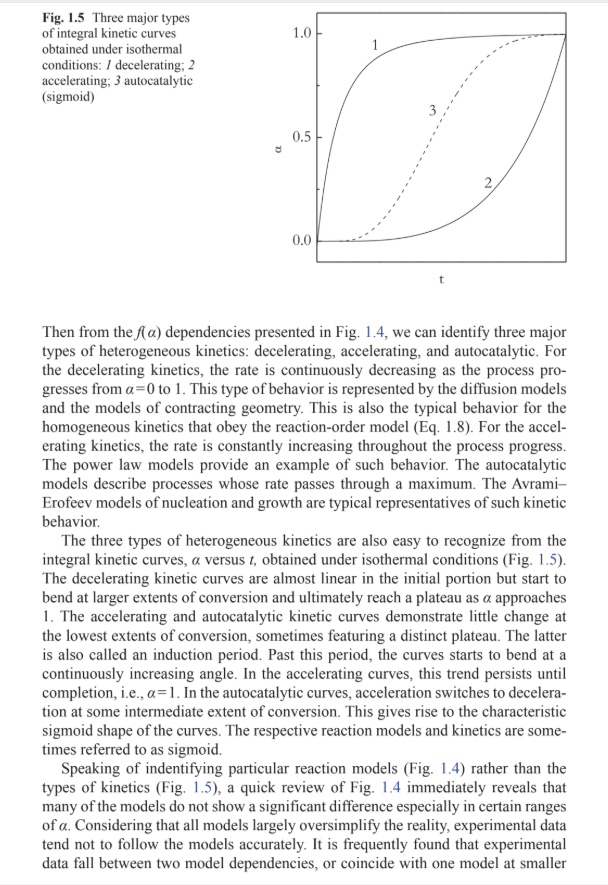 Fig. 1.5 Three major types
of integral kinetic curves
obtained under isothermal
conditions: 1 decelerating; 2
accelerating; 3 autocatalytic
(sigmoid)
1.0
1
3
0.5
α
2
0.0
t
Then from the f(α) dependencies presented in Fig. 1.4, we can identify three major
types of heterogeneous kinetics: decelerating, accelerating, and autocatalytic. For
the decelerating kinetics, the rate is continuously decreasing as the process pro-
gresses from α=0 to 1. This type of behavior is represented by the diffusion models
and the models of contracting geometry. This is also the typical behavior for the
homogeneous kinetics that obey the reaction-order model (Eq. 1.8). For the accel-
erating kinetics, the rate is constantly increasing throughout the process progress.
The power law models provide an example of such behavior. The autocatalytic
models describe processes whose rate passes through a maximum. The Avrami–
Erofeev models of nucleation and growth are typical representatives of such kinetic
behavior.
The three types of heterogeneous kinetics are also easy to recognize from the
integral kinetic curves, α versus t, obtained under isothermal conditions (Fig. 1.5).
The decelerating kinetic curves are almost linear in the initial portion but start to
bend at larger extents of conversion and ultimately reach a plateau as α approaches
1. The accelerating and autocatalytic kinetic curves demonstrate little change at
the lowest extents of conversion, sometimes featuring a distinct plateau. The latter
is also called an induction period. Past this period, the curves starts to bend at a
continuously increasing angle. In the accelerating curves, this trend persists until
completion, i.e., α=1. In the autocatalytic curves, acceleration switches to decelera-
tion at some intermediate extent of conversion. This gives rise to the characteristic
sigmoid shape of the curves. The respective reaction models and kinetics are some-
times referred to as sigmoid.
Speaking of indentifying particular reaction models (Fig. 1.4) rather than the
types of kinetics (Fig. 1.5), a quick review of Fig. 1.4 immediately reveals that
many of the models do not show a significant difference especially in certain ranges
of α. Considering that all models largely oversimplify the reality, experimental data
tend not to follow the models accurately. It is frequently found that experimental
data fall between two model dependencies, or coincide with one model at smaller